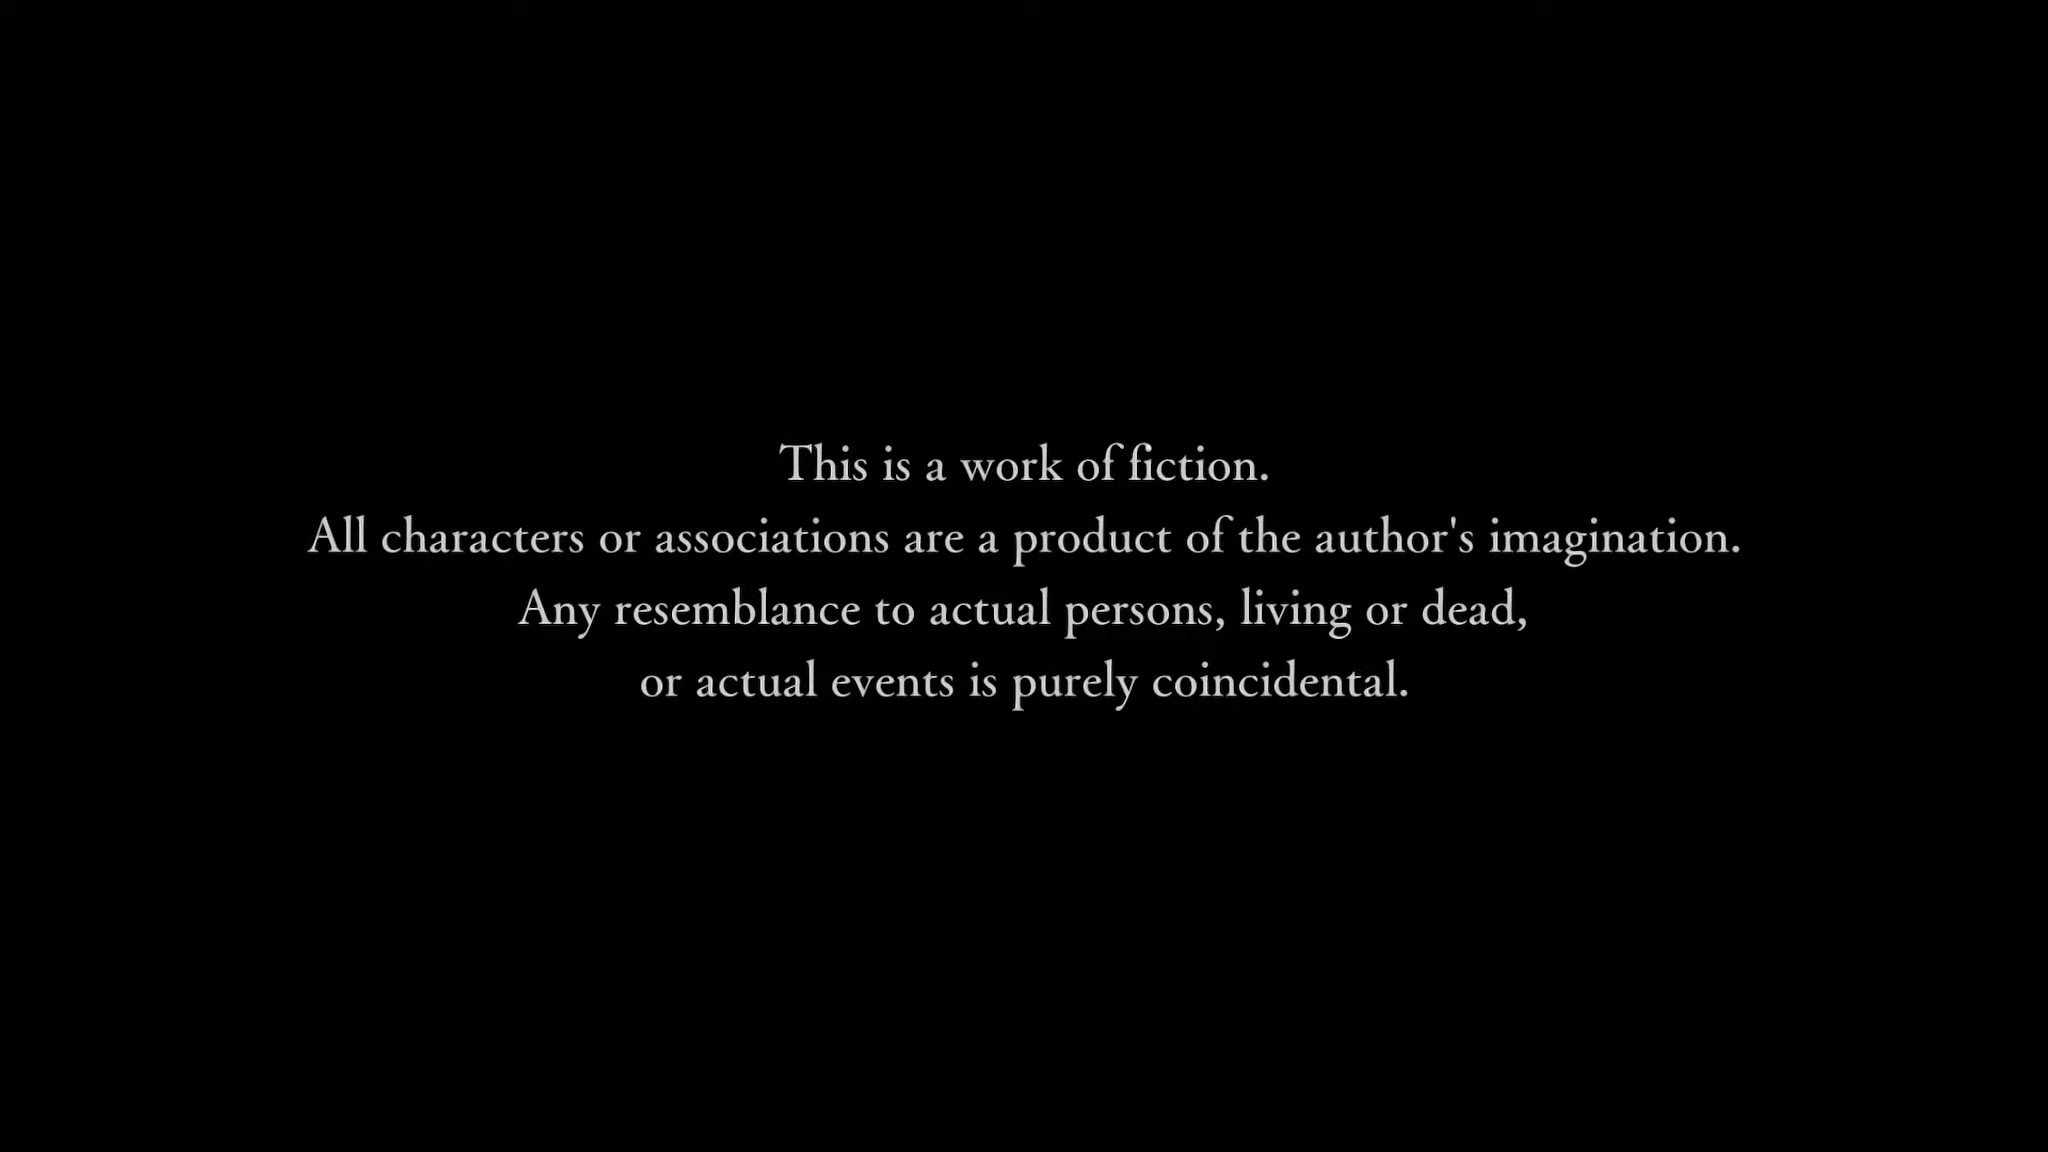 This is a work of fiction.
All characters or associations are a product of the author's imagination.
Any resemblance to actual persons, living or dead,
or actual events is purely coincidental.